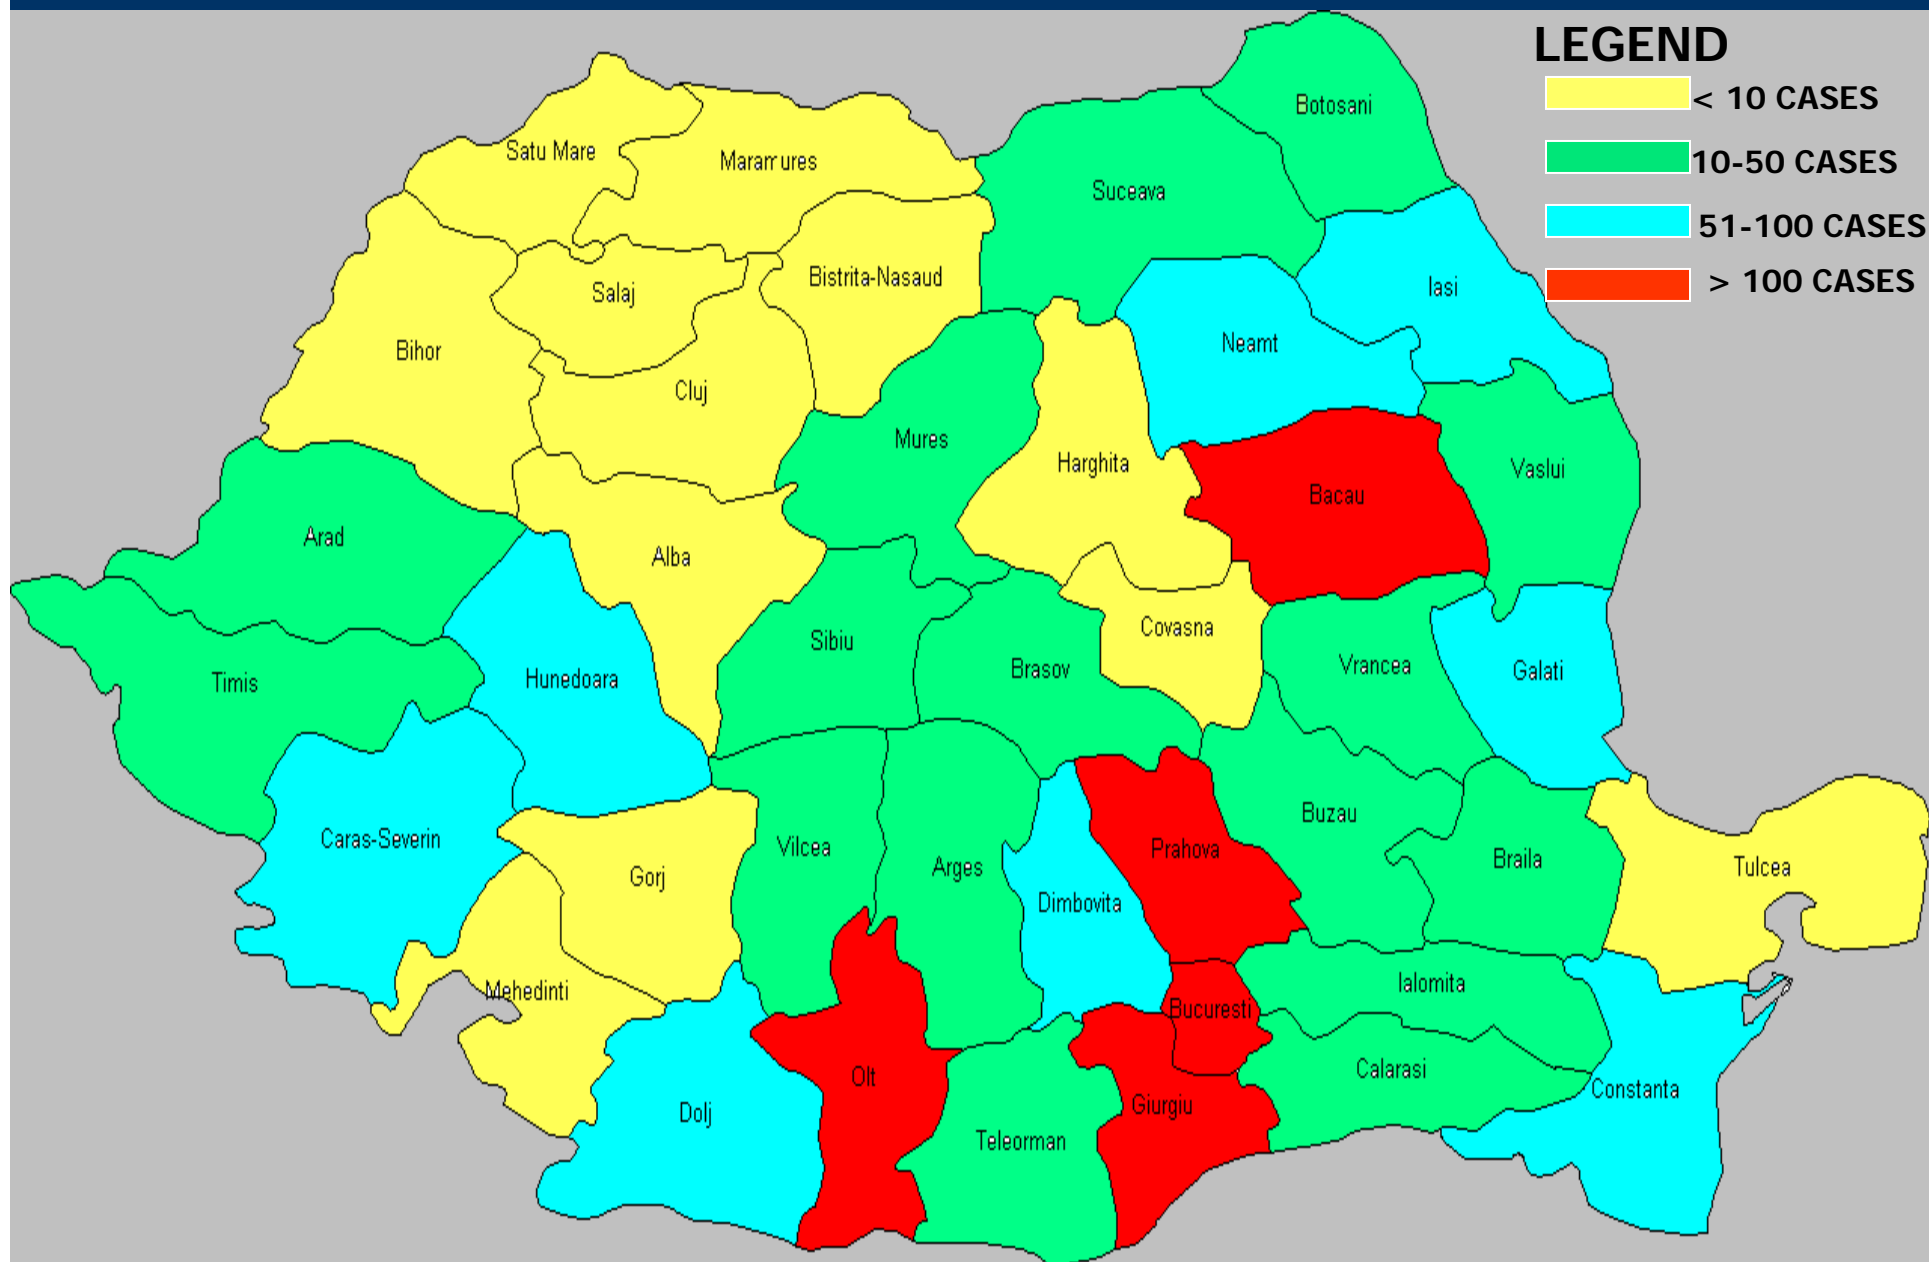 LEGEND
< 10 CASES
10-50 CASES
51-100 CASES
> 100 CASES
Botosani
Satu Mare
Maramures
Suceava
Bistrita-Nasaud
Iasi
Salaj
Neamt
Bihor
Cluj
Mures
Harghita
Vaslui
Bacau
Arad
Alba
Covasna
Sibiu
Vrancea
Brasov
Galati
Timis
Hunedoara
Buzau
Caras-Severin
Vilcea
Prahova
Braila
Arges
Tulcea
Gorj
Dimbovita
Ialomita
Mehedinti
Bucuresti
Calarasi
Olt
Constanta
Giurgiu
Dolj
Teleorman